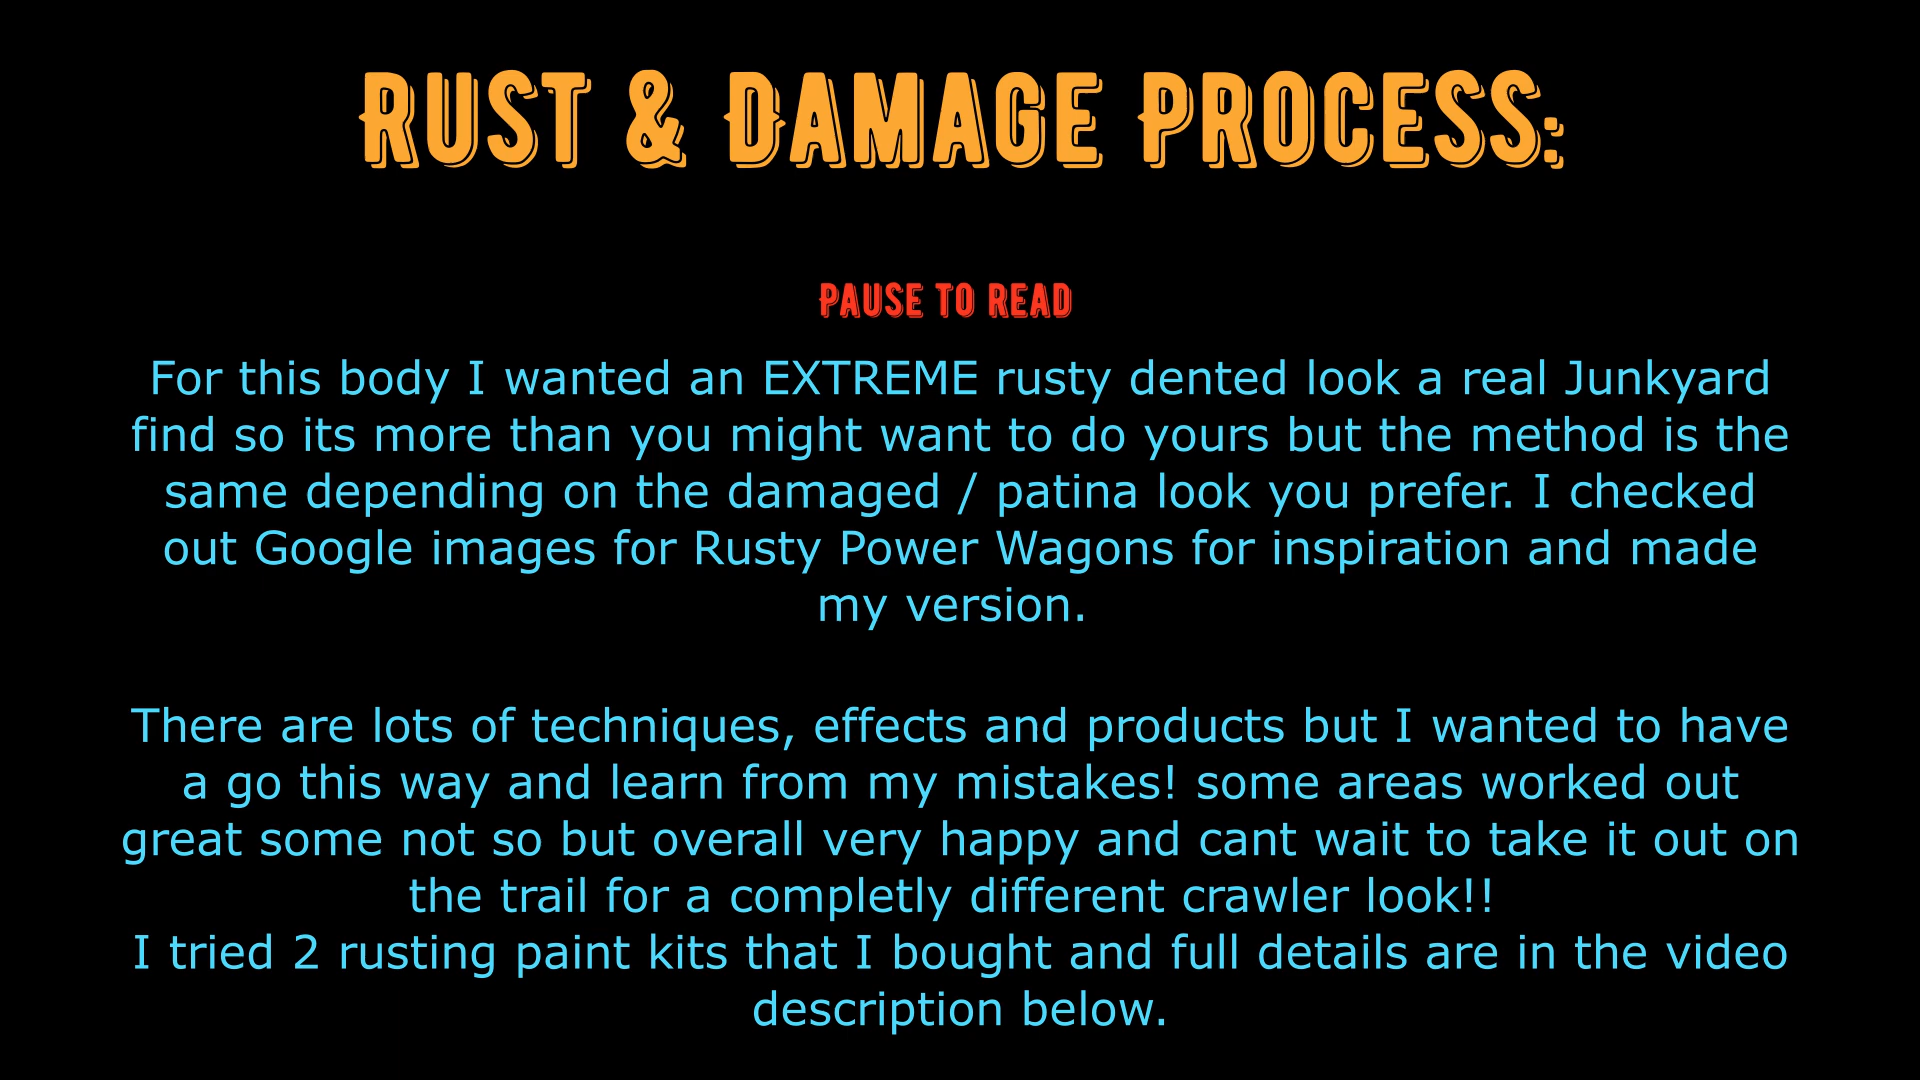 Rust & Damage Process:
Pause to read
For this body I wanted an EXTREME rusty dented look a real Junkyard
find so its more than you might want to do yours but the method is the
same depending on the damaged / patina look you prefer. I checked
out Google images for Rusty Power Wagons for inspiration and made
my version.
There are lots of techniques, effects and products but I wanted to have
a go this way and learn from my mistakes! some areas worked out
great some not so but overall very happy and cant wait to take it out on
the trail for a completly different crawler look!!
I tried 2 rusting paint kits that I bought and full details are in the video
description below.